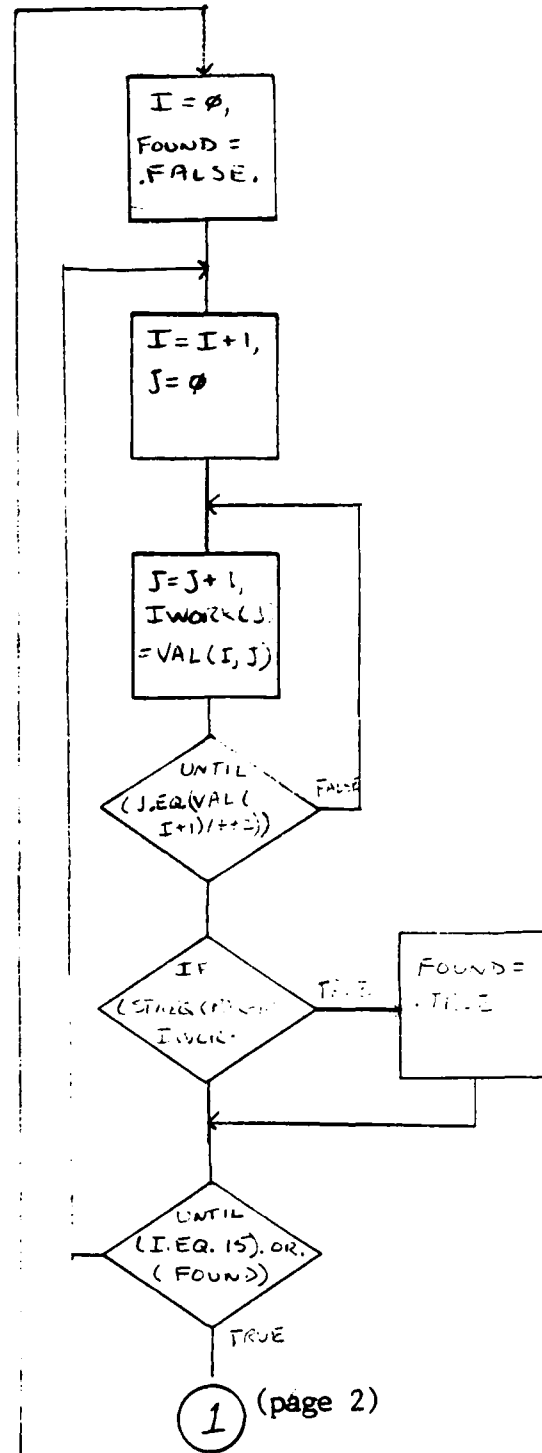 I = ∅,
FOUND =
.FALSE.
I = I + 1,
J = ∅
J = J + 1,
IWORK(J)
= VAL(I, J)
UNTIL
(J.EQ(VAL(
I+1)
FALSE
IF
TRUE
FOUND =
UNTIL
(I.EQ.15).OR.
(FOUND)
TRUE
1 (page 2)